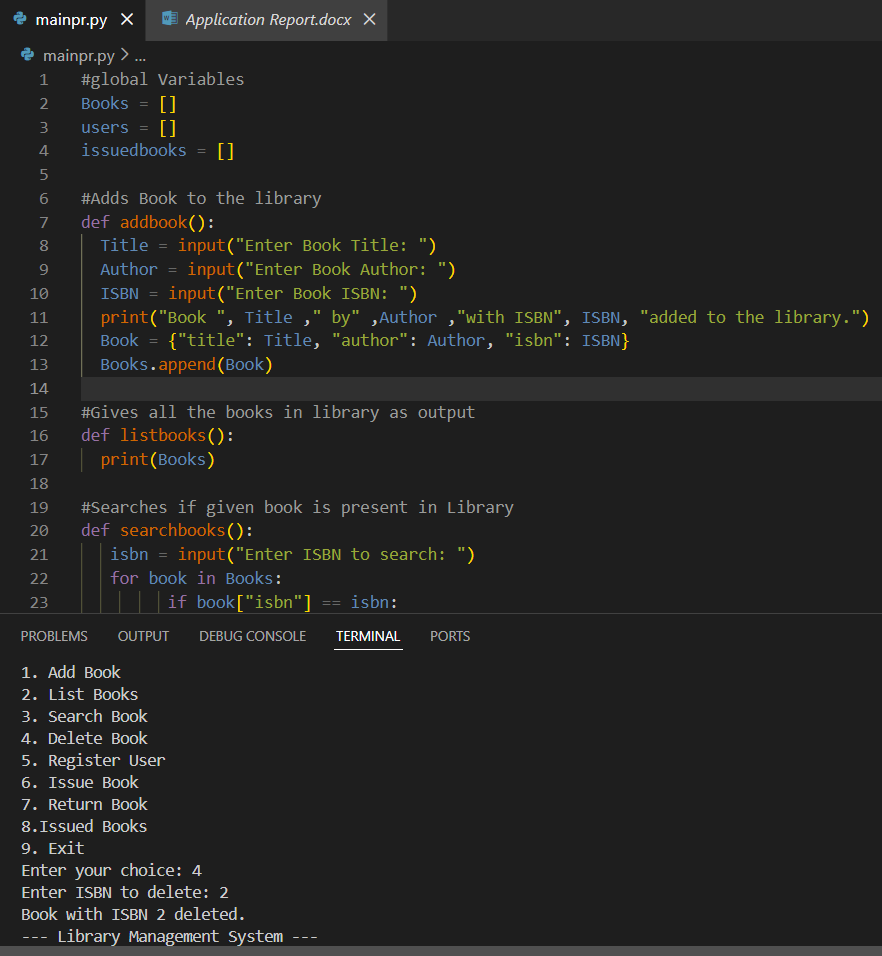 mainpr.py × Application Report.docx ×
mainpr.py > ...
1 #global Variables
2 Books = []
3 users = []
4 issuedbooks = []
5
6 #Adds Book to the library
7 def addbook():
8 Title = input("Enter Book Title: ")
9 Author = input("Enter Book Author: ")
10 ISBN = input("Enter Book ISBN: ")
11 print("Book ", Title ," by" ,Author ,"with ISBN", ISBN, "added to the library.")
12 Book = {"title": Title, "author": Author, "isbn": ISBN}
13 Books.append(Book)
14
15 #Gives all the books in library as output
16 def listbooks():
17 print(Books)
18
19 #Searches if given book is present in Library
20 def searchbooks():
21 isbn = input("Enter ISBN to search: ")
22 for book in Books:
23 if book["isbn"] == isbn:
PROBLEMS OUTPUT DEBUG CONSOLE TERMINAL PORTS
1. Add Book
2. List Books
3. Search Book
4. Delete Book
5. Register User
6. Issue Book
7. Return Book
8.Issued Books
9. Exit
Enter your choice: 4
Enter ISBN to delete: 2
Book with ISBN 2 deleted.
--- Library Management System ---